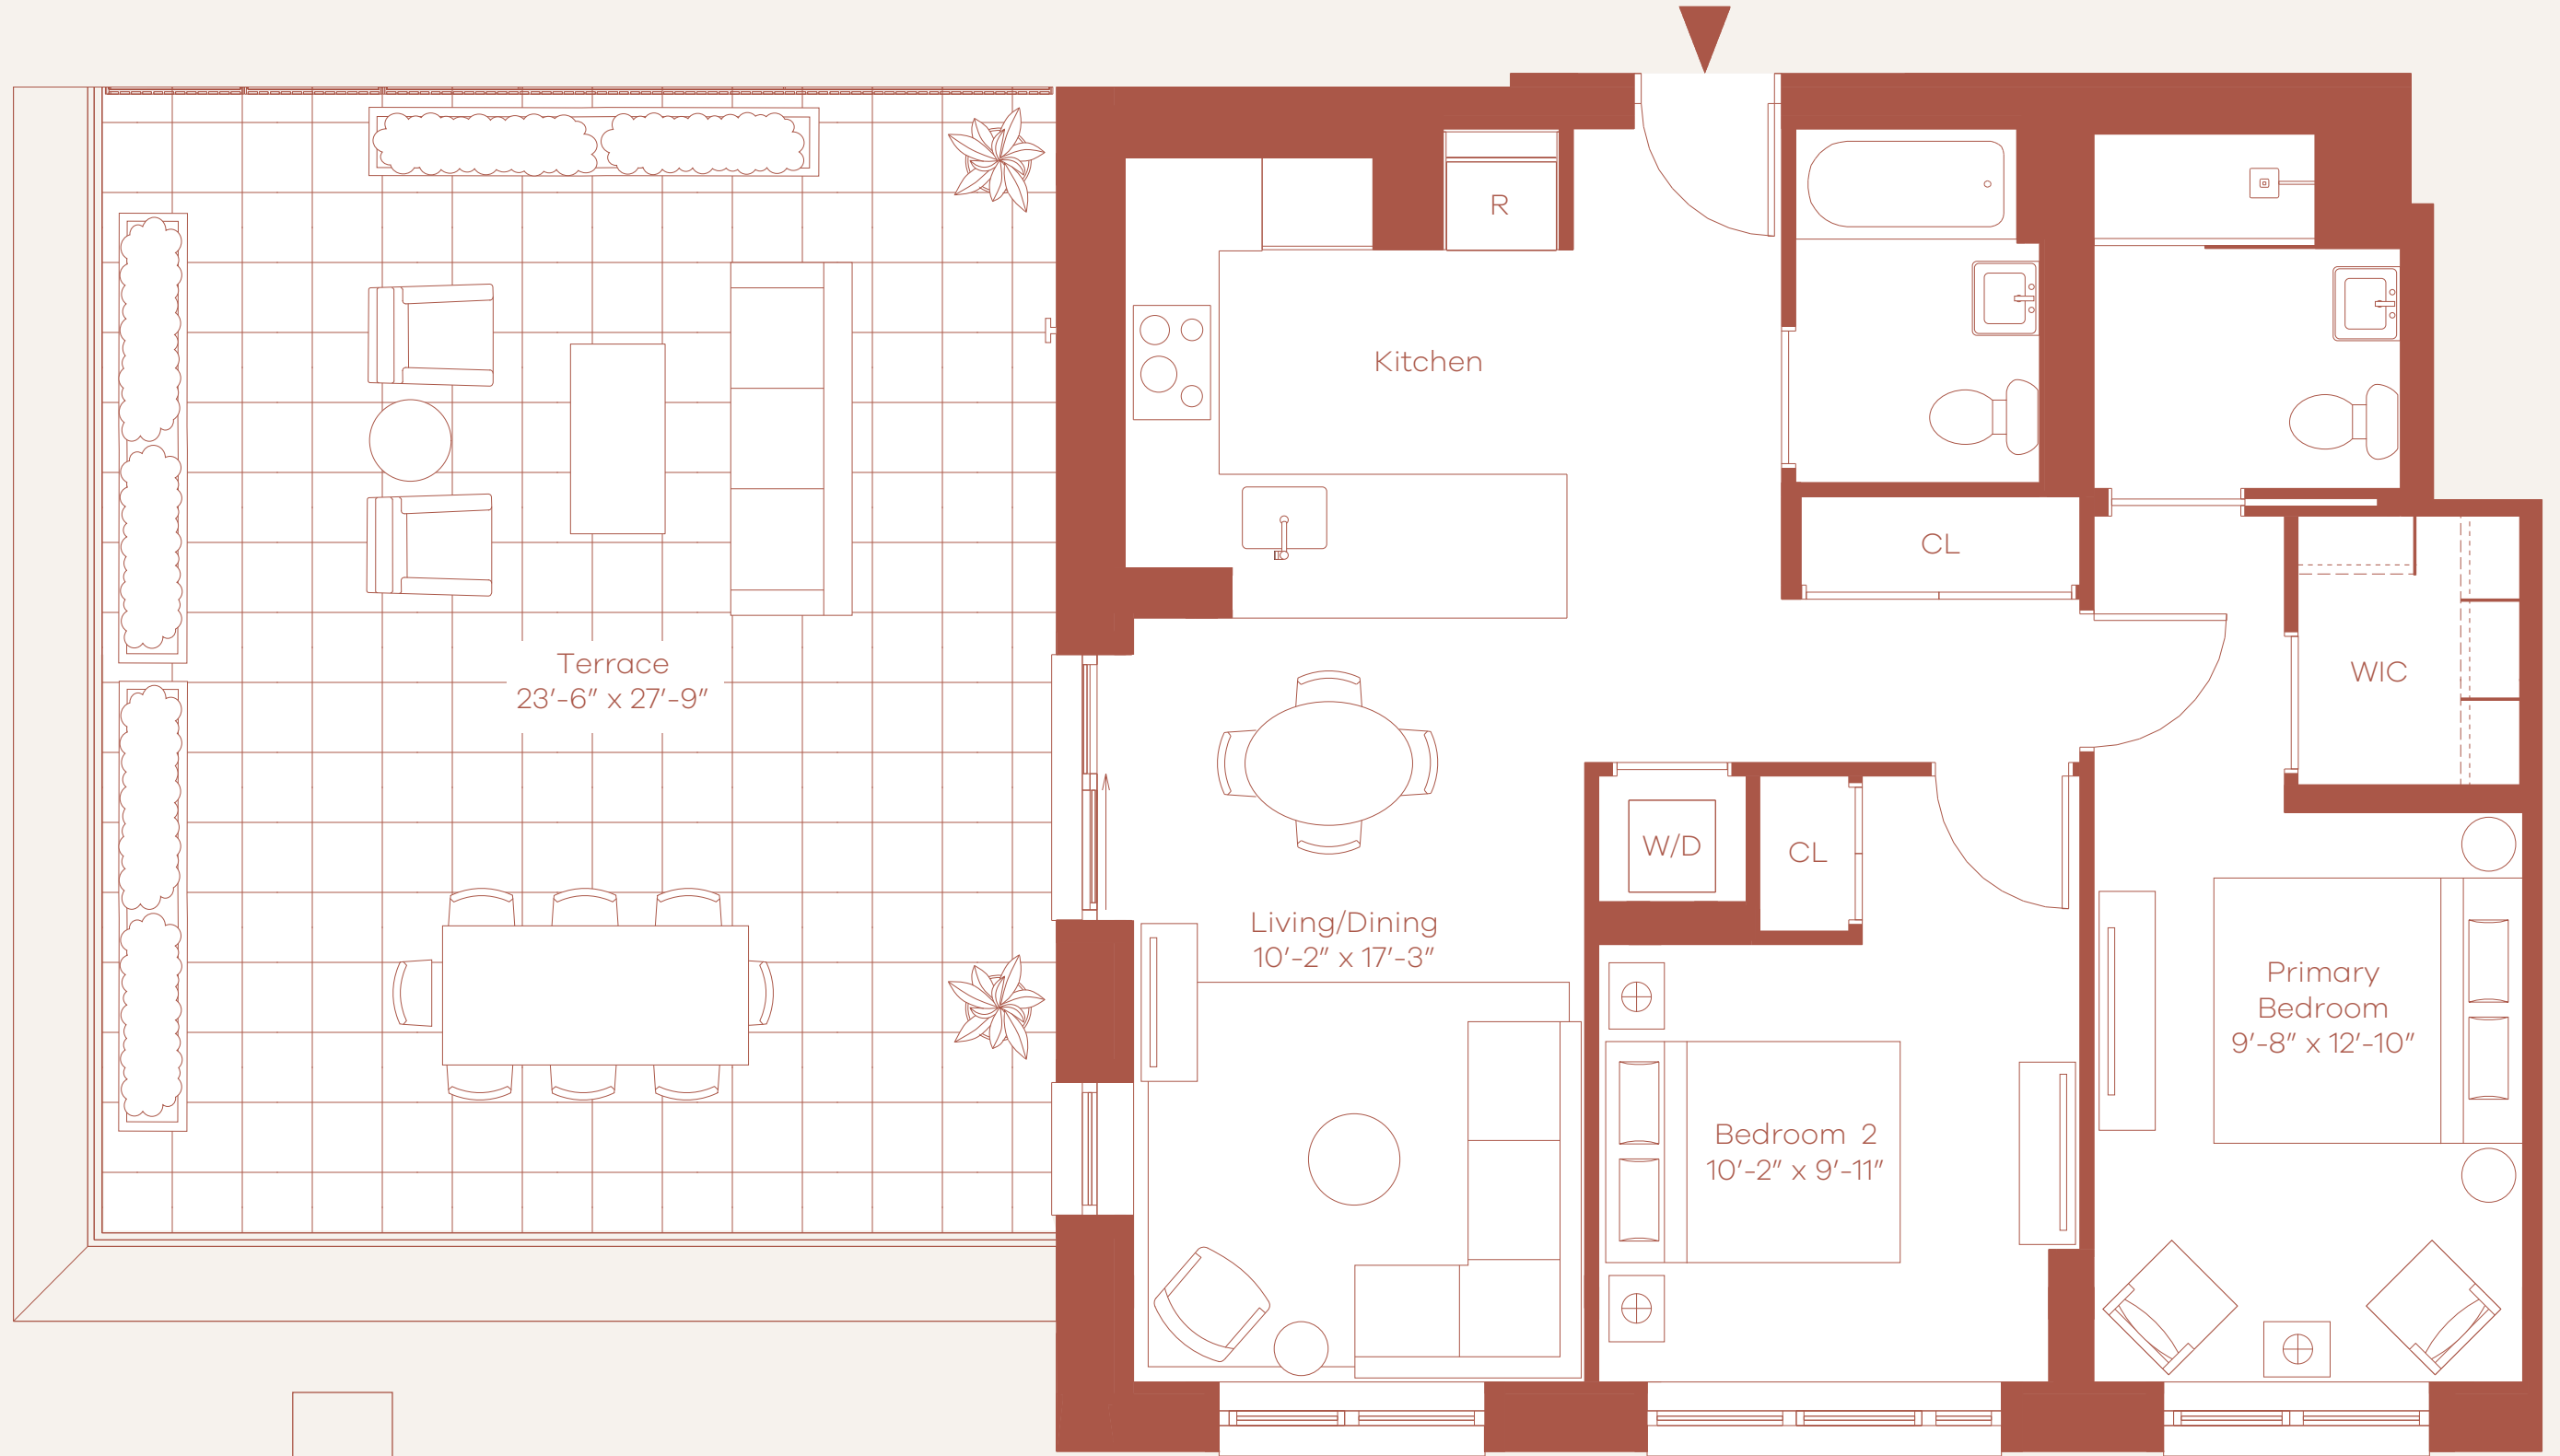 R
Kitchen
CL
Terrace
23′-6″ x 27′-9″
WIC
W/D
CL
Living/Dining
10′-2″ x 17′-3″
Primary
Bedroom
9′-8″ x 12′-10″
Bedroom 2
10′-2″ x 9′-11″